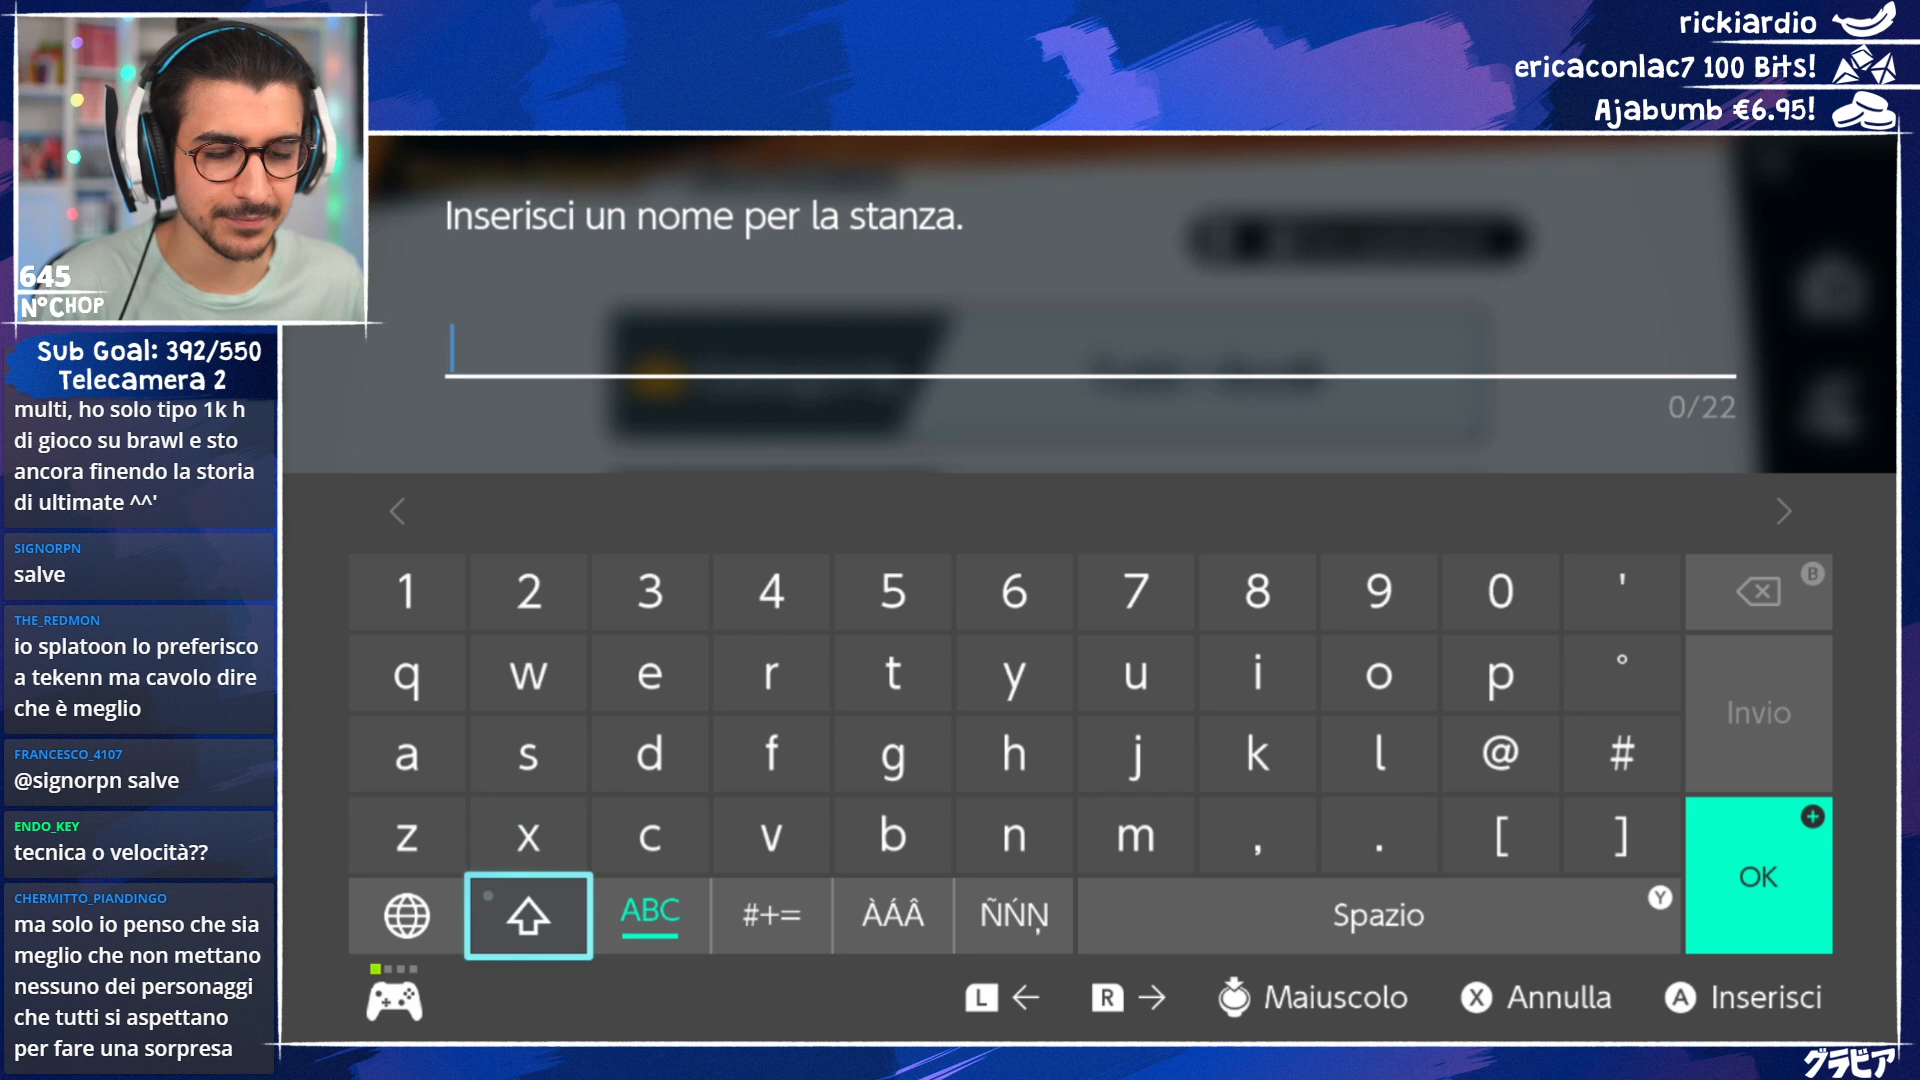 rickiardio
ericaconlac7 100 Bits!
Ajabumb €6.95!
645
N°CHOP
Sub Goal: 392/550
Telecamera 2
multi, ho solo tipo 1k h
di gioco su brawl e sto
ancora finendo la storia
di ultimate ^^'
SIGNORPN
salve
THE_REDMON
io splatoon lo preferisco
a tekenn ma cavolo dire
che è meglio
FRANCESCO_4107
@signorpn salve
ENDO_KEY
tecnica o velocità??
CHERMITTO_PIANDINGO
ma solo io penso che sia
meglio che non mettano
nessuno dei personaggi
che tutti si aspettano
per fare una sorpresa
Inserisci un nome per la stanza.
0/22
1 2 3 4 5 6 7 8 9 0 ' B
q w e r t y u i o p ° Invio
a s d f g h j k l @ #
z x c v b n m , . [ ] OK
ABC #+= ÀÁÂ ÑŃŅ Spazio Y
L ← R → Maiuscolo X Annulla A Inserisci
グラビア